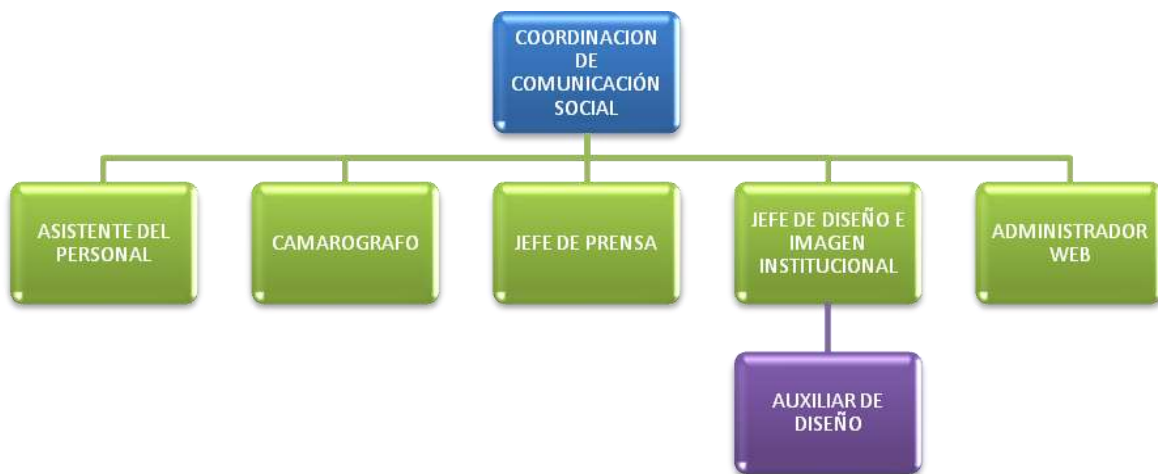 COORDINACION
DE
COMUNICACIÓN
SOCIAL
ASISTENTE DEL
PERSONAL
CAMAROGRAFO
JEFE DE PRENSA
JEFE DE DISEÑO E
IMAGEN
INSTITUCIONAL
ADMINISTRADOR
WEB
AUXILIAR DE
DISEÑO